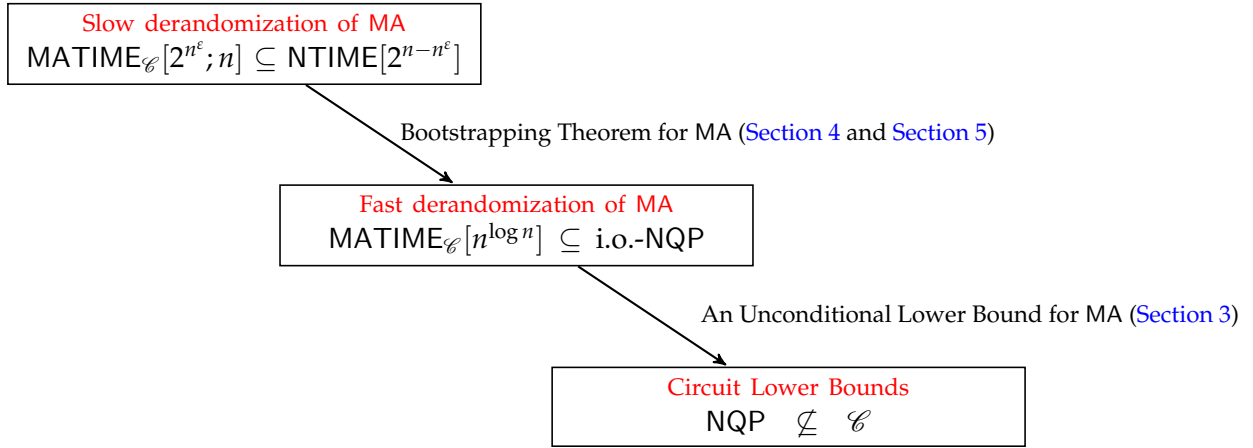 Slow derandomization of MA
MATIME𝒞[2^{n^ε}; n] ⊆ NTIME[2^{n−n^ε}]
Bootstrapping Theorem for MA (Section 4 and Section 5)
Fast derandomization of MA
MATIME𝒞[n^{log n}] ⊆ i.o.-NQP
An Unconditional Lower Bound for MA (Section 3)
Circuit Lower Bounds
NQP ⊈ 𝒞